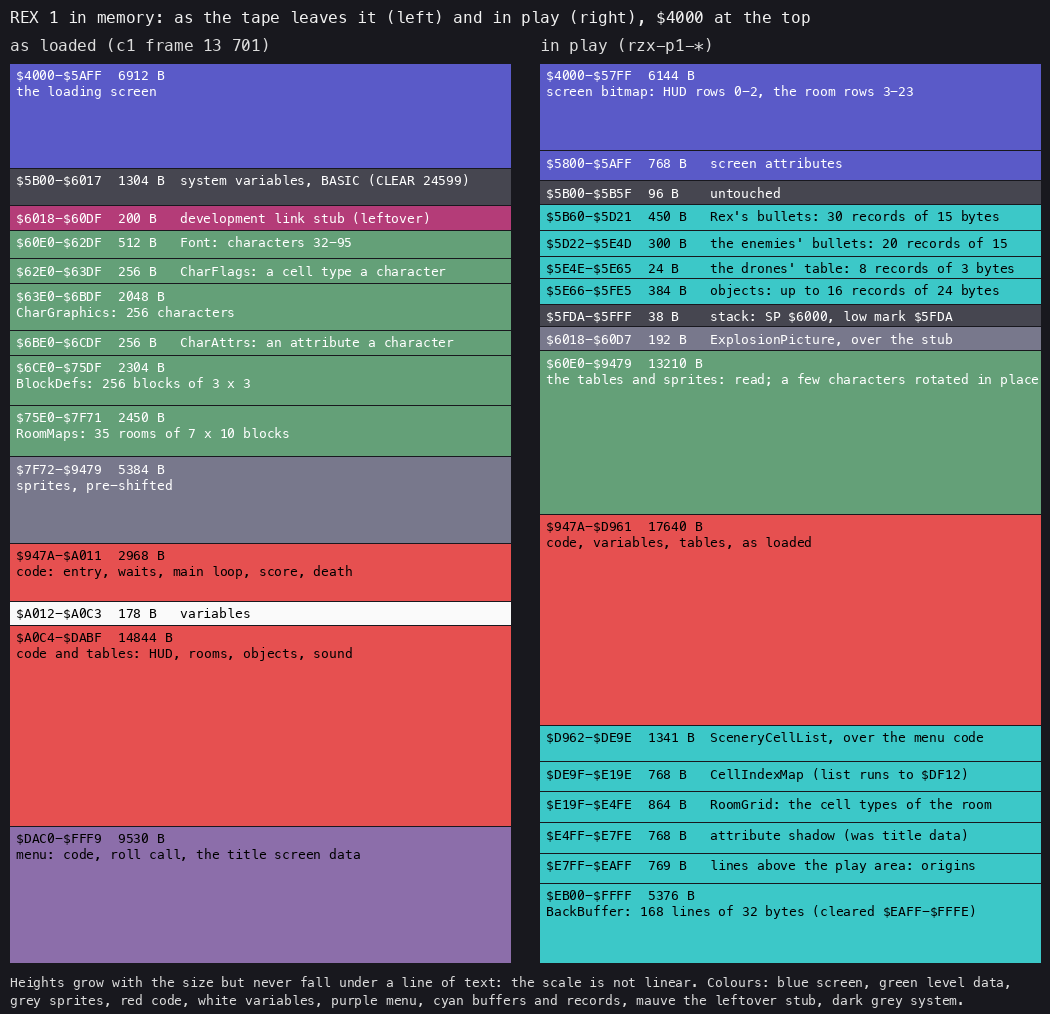 REX 1 in memory: as the tape leaves it (left) and in play (right), $4000 at the top
as loaded (c1 frame 13 701)
$4000–$5AFF 6912 B
the loading screen
$5B00–$6017 1304 B system variables, BASIC (CLEAR 24599)
$6018–$60DF 200 B development link stub (leftover)
$60E0–$62DF 512 B Font: characters 32–95
$62E0–$63DF 256 B CharFlags: a cell type a character
$63E0–$6BDF 2048 B
CharGraphics: 256 characters
$6BE0–$6CDF 256 B CharAttrs: an attribute a character
$6CE0–$75DF 2304 B
BlockDefs: 256 blocks of 3 x 3
$75E0–$7F71 2450 B
RoomMaps: 35 rooms of 7 x 10 blocks
$7F72–$9479 5384 B
sprites, pre-shifted
$947A–$A011 2968 B
code: entry, waits, main loop, score, death
$A012–$A0C3 178 B variables
$A0C4–$DABF 14844 B
code and tables: HUD, rooms, objects, sound
$DAC0–$FFF9 9530 B
menu: code, roll call, the title screen data
in play (rzx-p1-*)
$4000–$57FF 6144 B
screen bitmap: HUD rows 0–2, the room rows 3–23
$5800–$5AFF 768 B screen attributes
$5B00–$5B5F 96 B untouched
$5B60–$5D21 450 B Rex's bullets: 30 records of 15 bytes
$5D22–$5E4D 300 B the enemies' bullets: 20 records of 15
$5E4E–$5E65 24 B the drones' table: 8 records of 3 bytes
$5E66–$5FE5 384 B objects: up to 16 records of 24 bytes
$5FDA–$5FFF 38 B stack: SP $6000, low mark $5FDA
$6018–$60D7 192 B ExplosionPicture, over the stub
$60E0–$9479 13210 B
the tables and sprites: read; a few characters rotated in place
$947A–$D961 17640 B
code, variables, tables, as loaded
$D962–$DE9E 1341 B SceneryCellList, over the menu code
$DE9F–$E19E 768 B CellIndexMap (list runs to $DF12)
$E19F–$E4FE 864 B RoomGrid: the cell types of the room
$E4FF–$E7FE 768 B attribute shadow (was title data)
$E7FF–$EAFF 769 B lines above the play area: origins
$EB00–$FFFF 5376 B
BackBuffer: 168 lines of 32 bytes (cleared $EAFF–$FFFE)
Heights grow with the size but never fall under a line of text: the scale is not linear. Colours: blue screen, green level data,
grey sprites, red code, white variables, purple menu, cyan buffers and records, mauve the leftover stub, dark grey system.